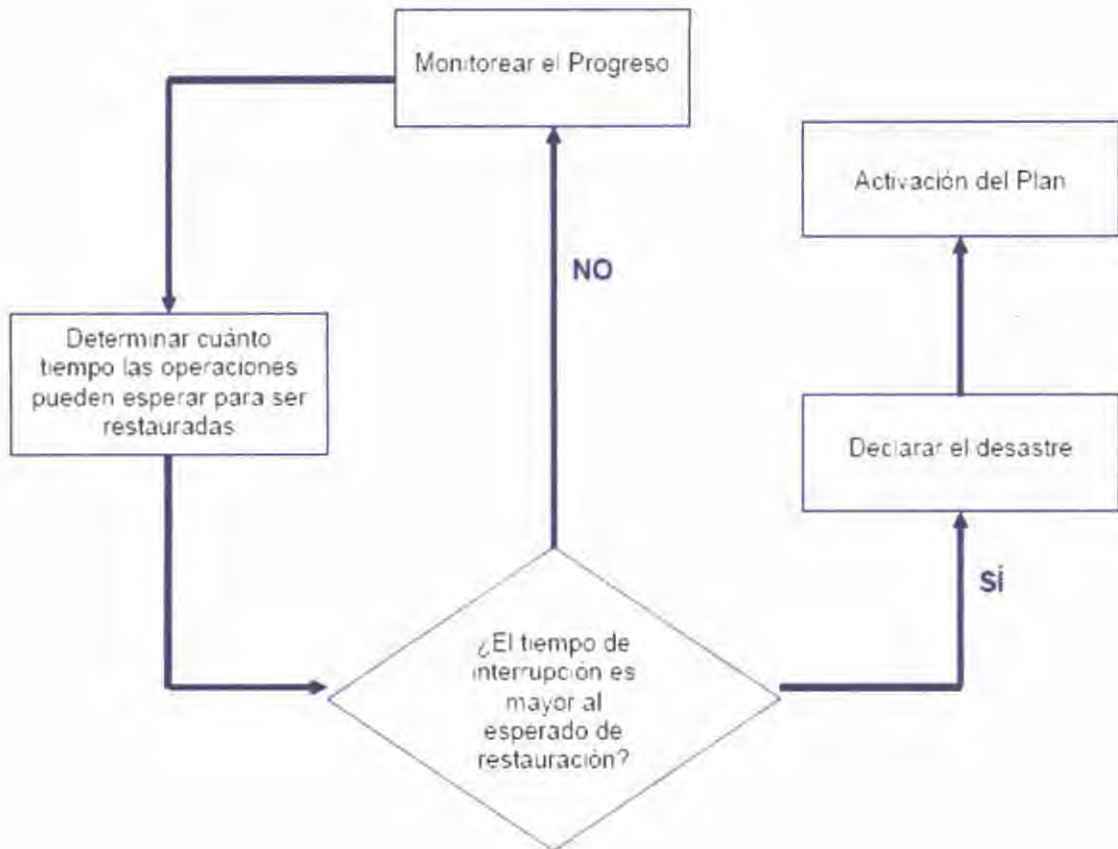 Monitorear el Progreso
Activación del Plan
NO
Determinar cuánto
tiempo las operaciones
pueden esperar para ser
restauradas
Declarar el desastre
SÍ
¿El tiempo de
interrupción es
mayor al
esperado de
restauración?